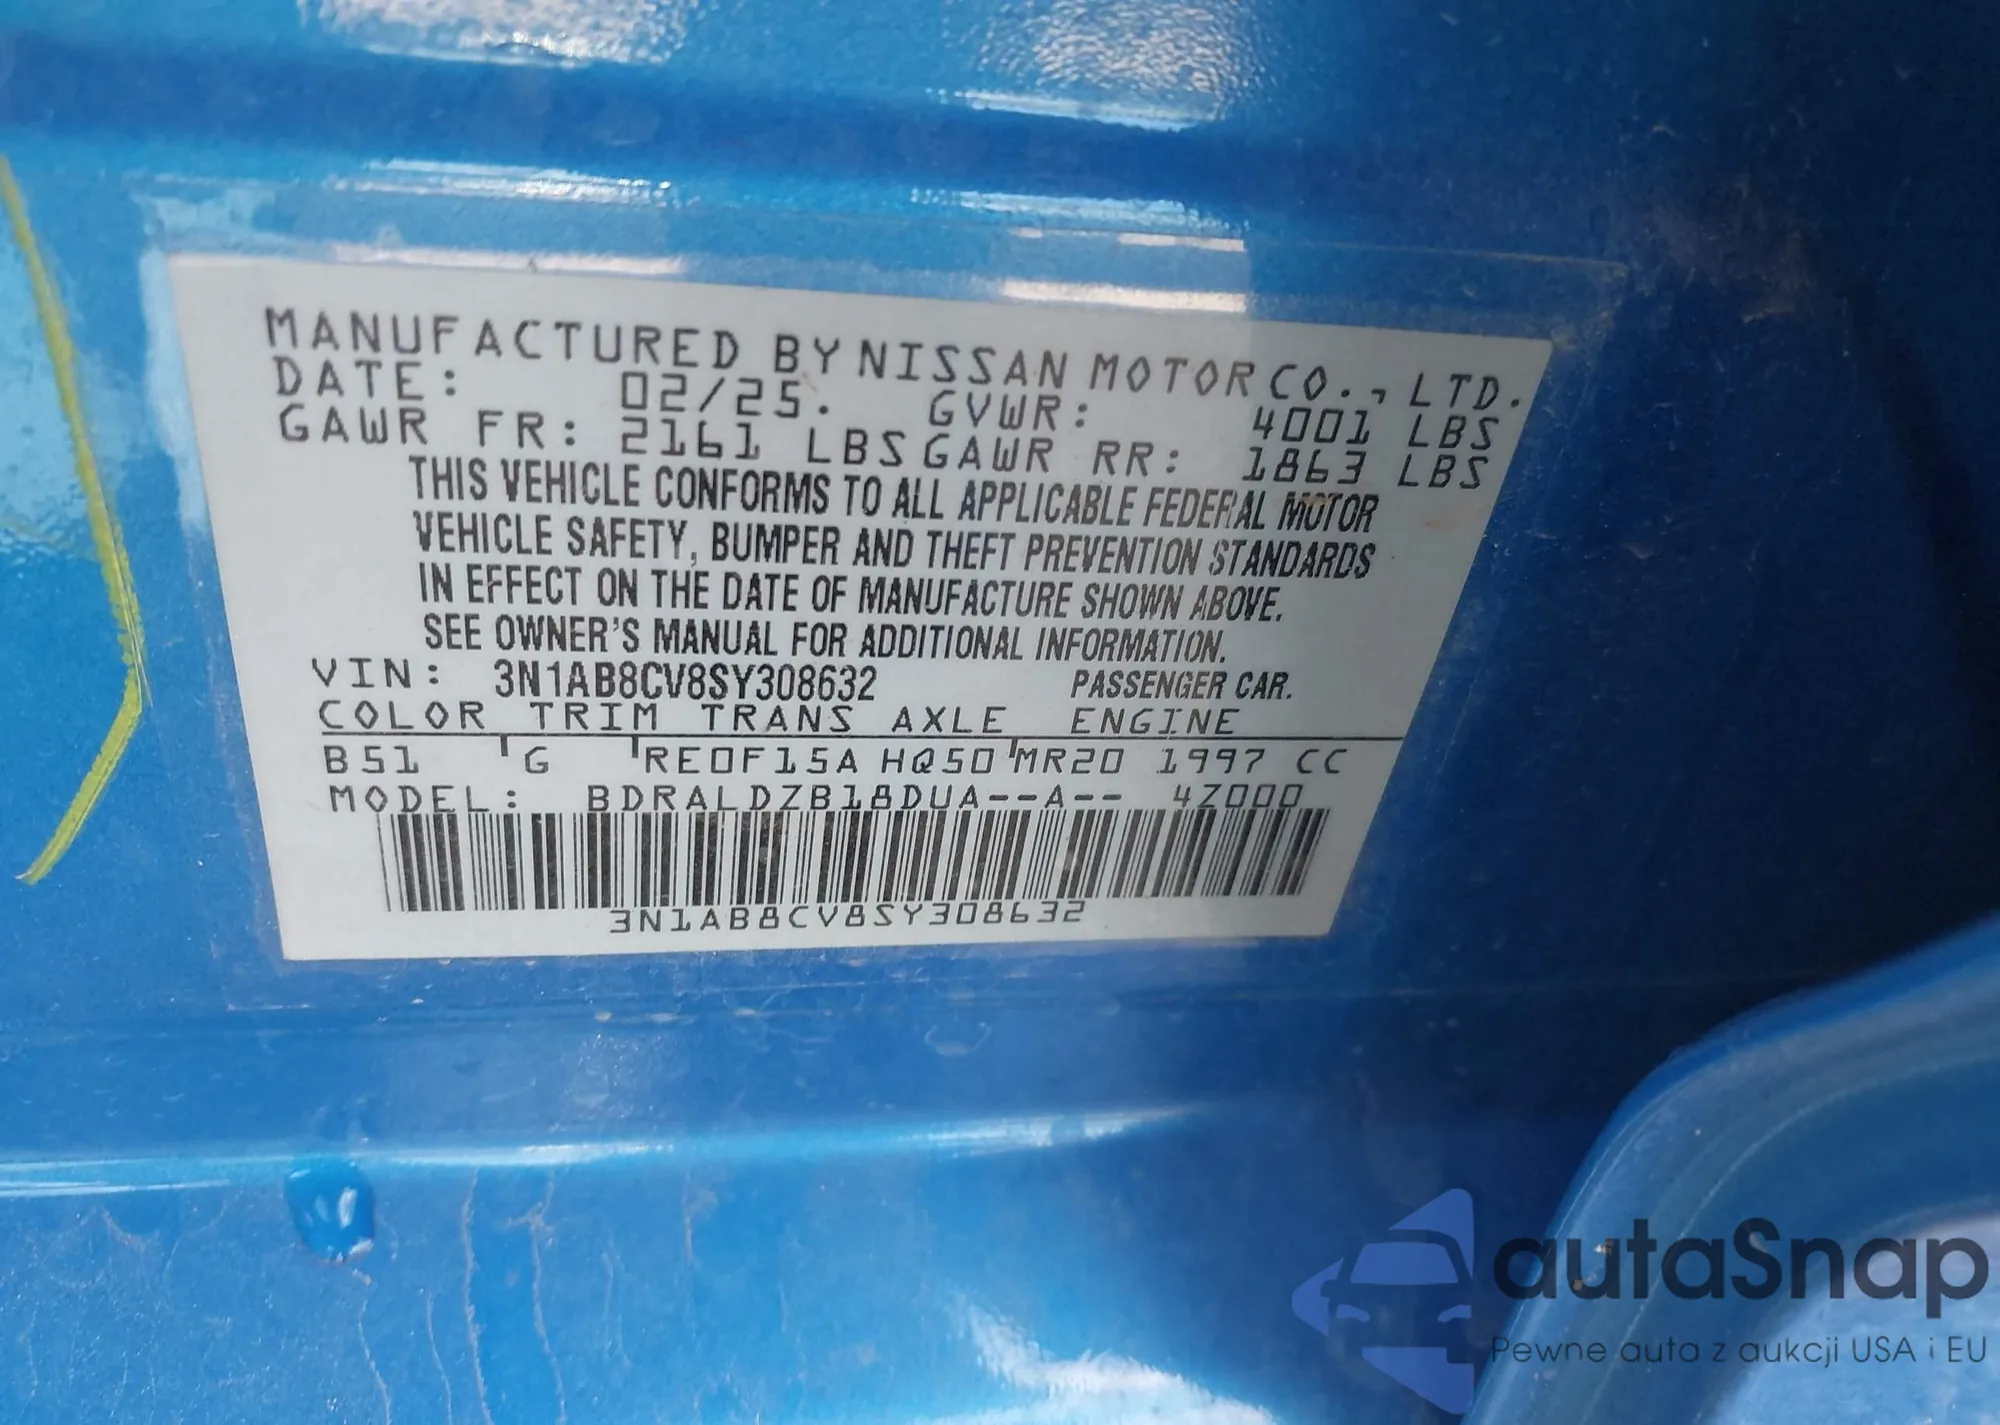 MANUFACTURED BY NISSAN MOTOR CO., LTD.
DATE: 02/25. GVWR: 4001 LBS
GAWR FR: 2161 LBS GAWR RR: 1863 LBS
THIS VEHICLE CONFORMS TO ALL APPLICABLE FEDERAL MOTOR
VEHICLE SAFETY, BUMPER AND THEFT PREVENTION STANDARDS
IN EFFECT ON THE DATE OF MANUFACTURE SHOWN ABOVE.
SEE OWNER'S MANUAL FOR ADDITIONAL INFORMATION.
VIN: 3N1AB8CV8SY308632 PASSENGER CAR.
COLOR TRIM TRANS AXLE ENGINE
B51 G RE0F15A HQ50 MR20 1997 CC
MODEL: BDRALDZB18DUA--A-- 4Z000
3N1AB8CV8SY308632
autaSnap
Pewne auta z aukcji USA i EU